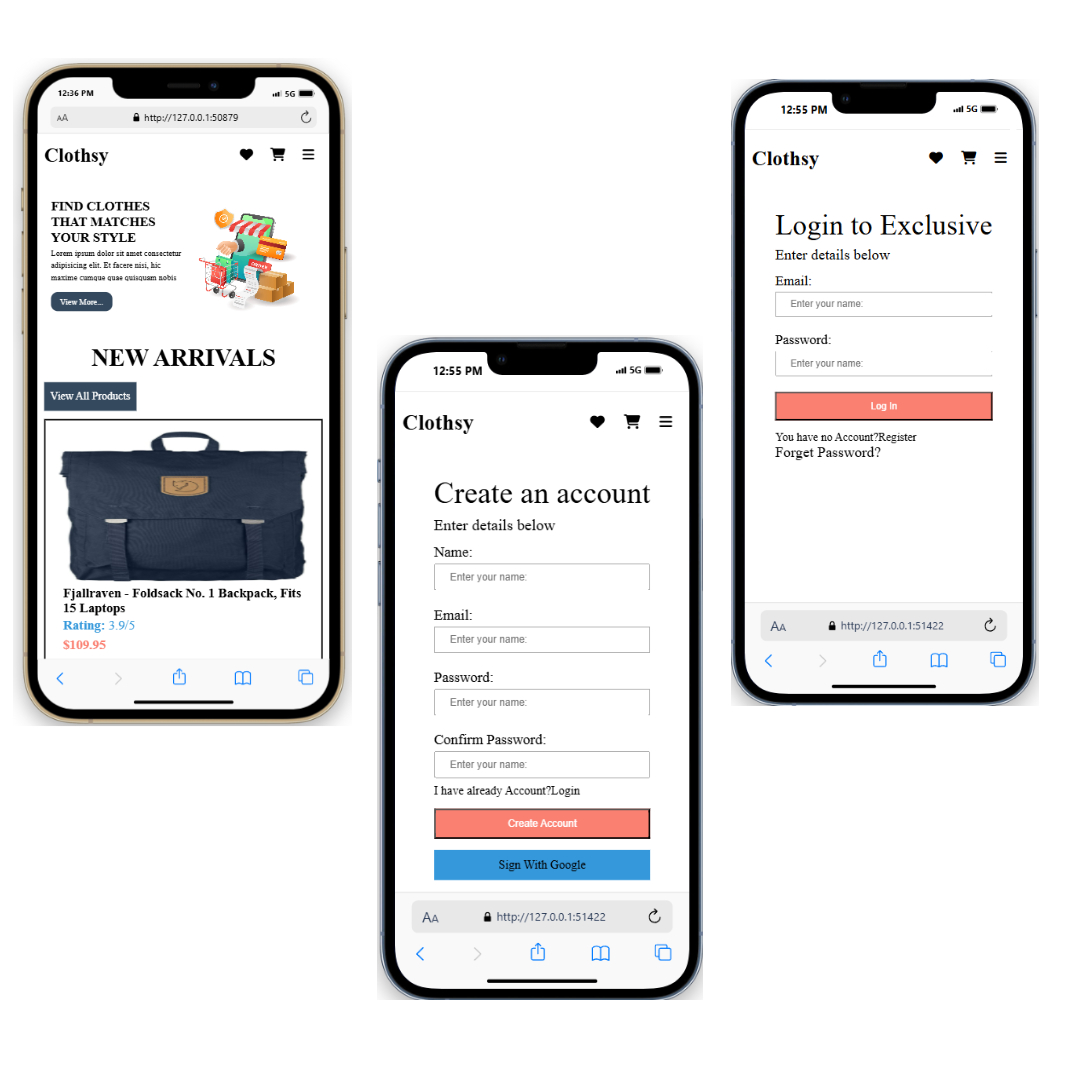 12:36 PM
5G
AA
http://127.0.0.1:50879
Clothsy
FIND CLOTHES
THAT MATCHES
YOUR STYLE
Lorem ipsum dolor sit amet consectetur
adipisicing elit. Et facere nisi, hic
maxime cumque quae quisquam nobis
View More...
NEW ARRIVALS
View All Products
Fjallraven - Foldsack No. 1 Backpack, Fits
15 Laptops
Rating: 3.9/5
$109.95
12:55 PM
5G
Clothsy
Create an account
Enter details below
Name:
Enter your name:
Email:
Enter your name:
Password:
Enter your name:
Confirm Password:
Enter your name:
I have already Account?Login
Create Account
Sign With Google
AA
http://127.0.0.1:51422
12:55 PM
5G
Clothsy
Login to Exclusive
Enter details below
Email:
Enter your name:
Password:
Enter your name:
Log In
You have no Account?Register
Forget Password?
AA
http://127.0.0.1:51422